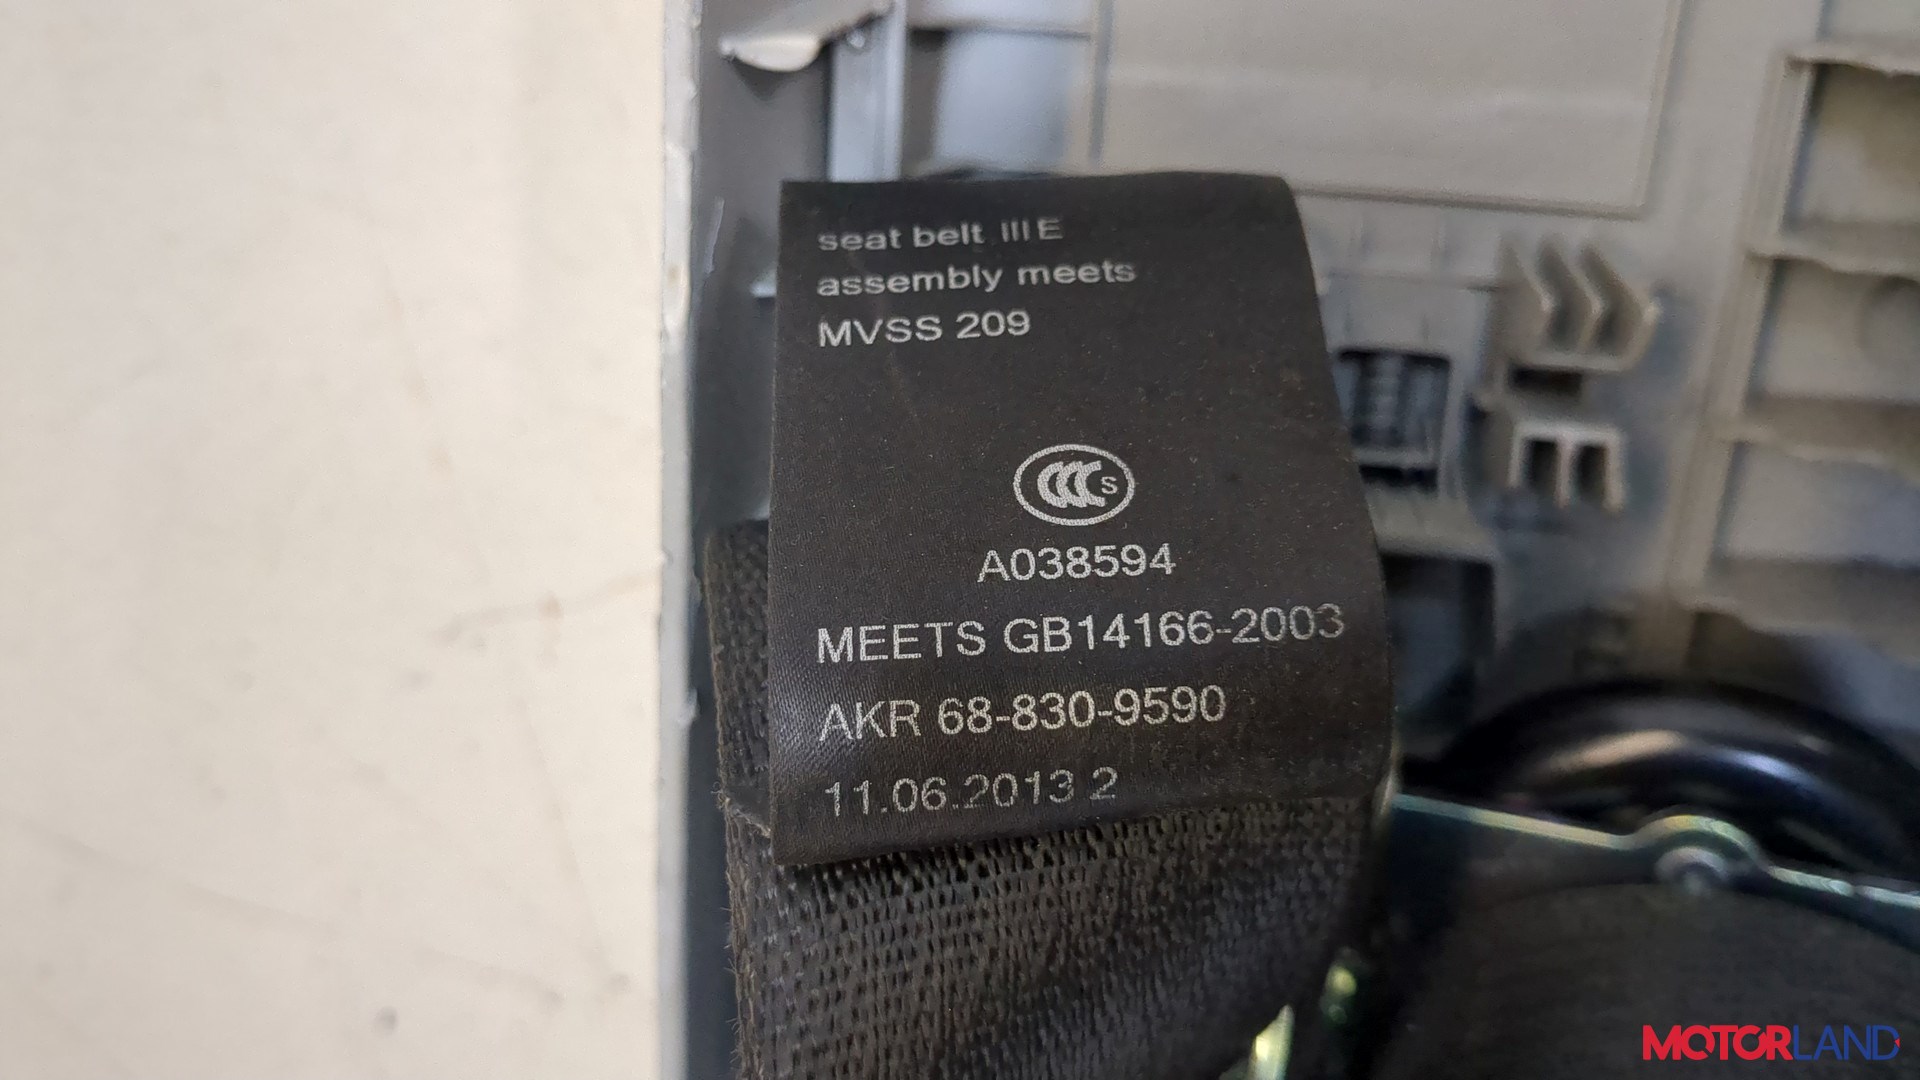 seat belt IIIE
assembly meets
MVSS 209
CCC S
A038594
MEETS GB14166-2003
AKR 68-830-9590
11.06.2013 2
MOTORLAND